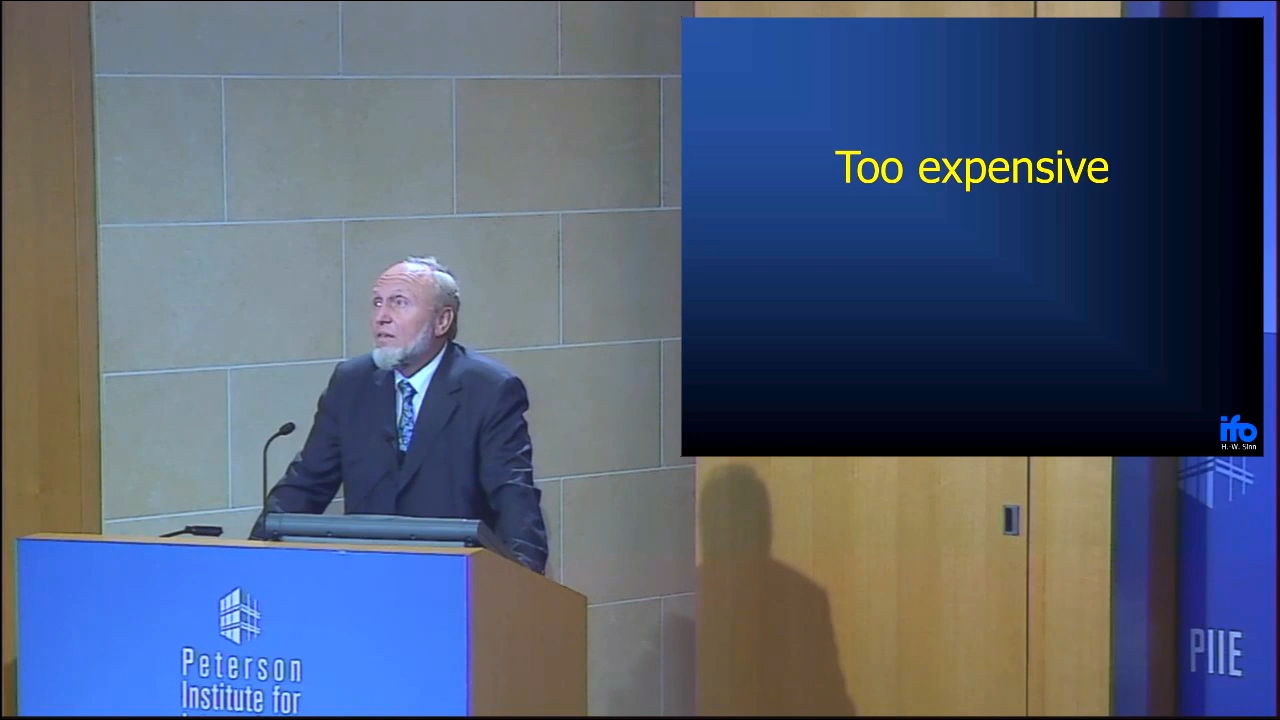 Too expensive
ifo
H.-W. Sinn
Peterson
Institute for
PIIE